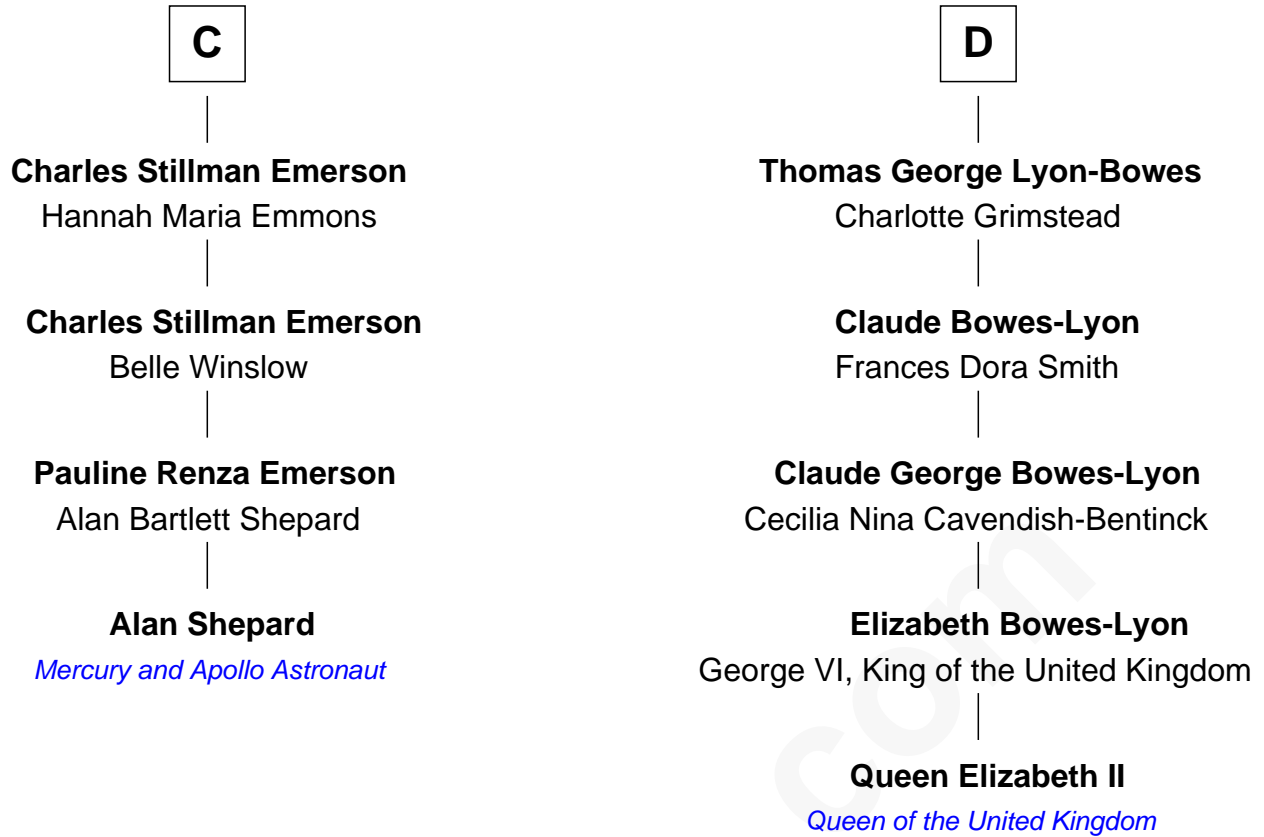 C
Charles Stillman Emerson
Hannah Maria Emmons
Charles Stillman Emerson
Belle Winslow
Pauline Renza Emerson
Alan Bartlett Shepard
Alan Shepard
Mercury and Apollo Astronaut
D
Thomas George Lyon-Bowes
Charlotte Grimstead
Claude Bowes-Lyon
Frances Dora Smith
Claude George Bowes-Lyon
Cecilia Nina Cavendish-Bentinck
Elizabeth Bowes-Lyon
George VI, King of the United Kingdom
Queen Elizabeth II
Queen of the United Kingdom
com